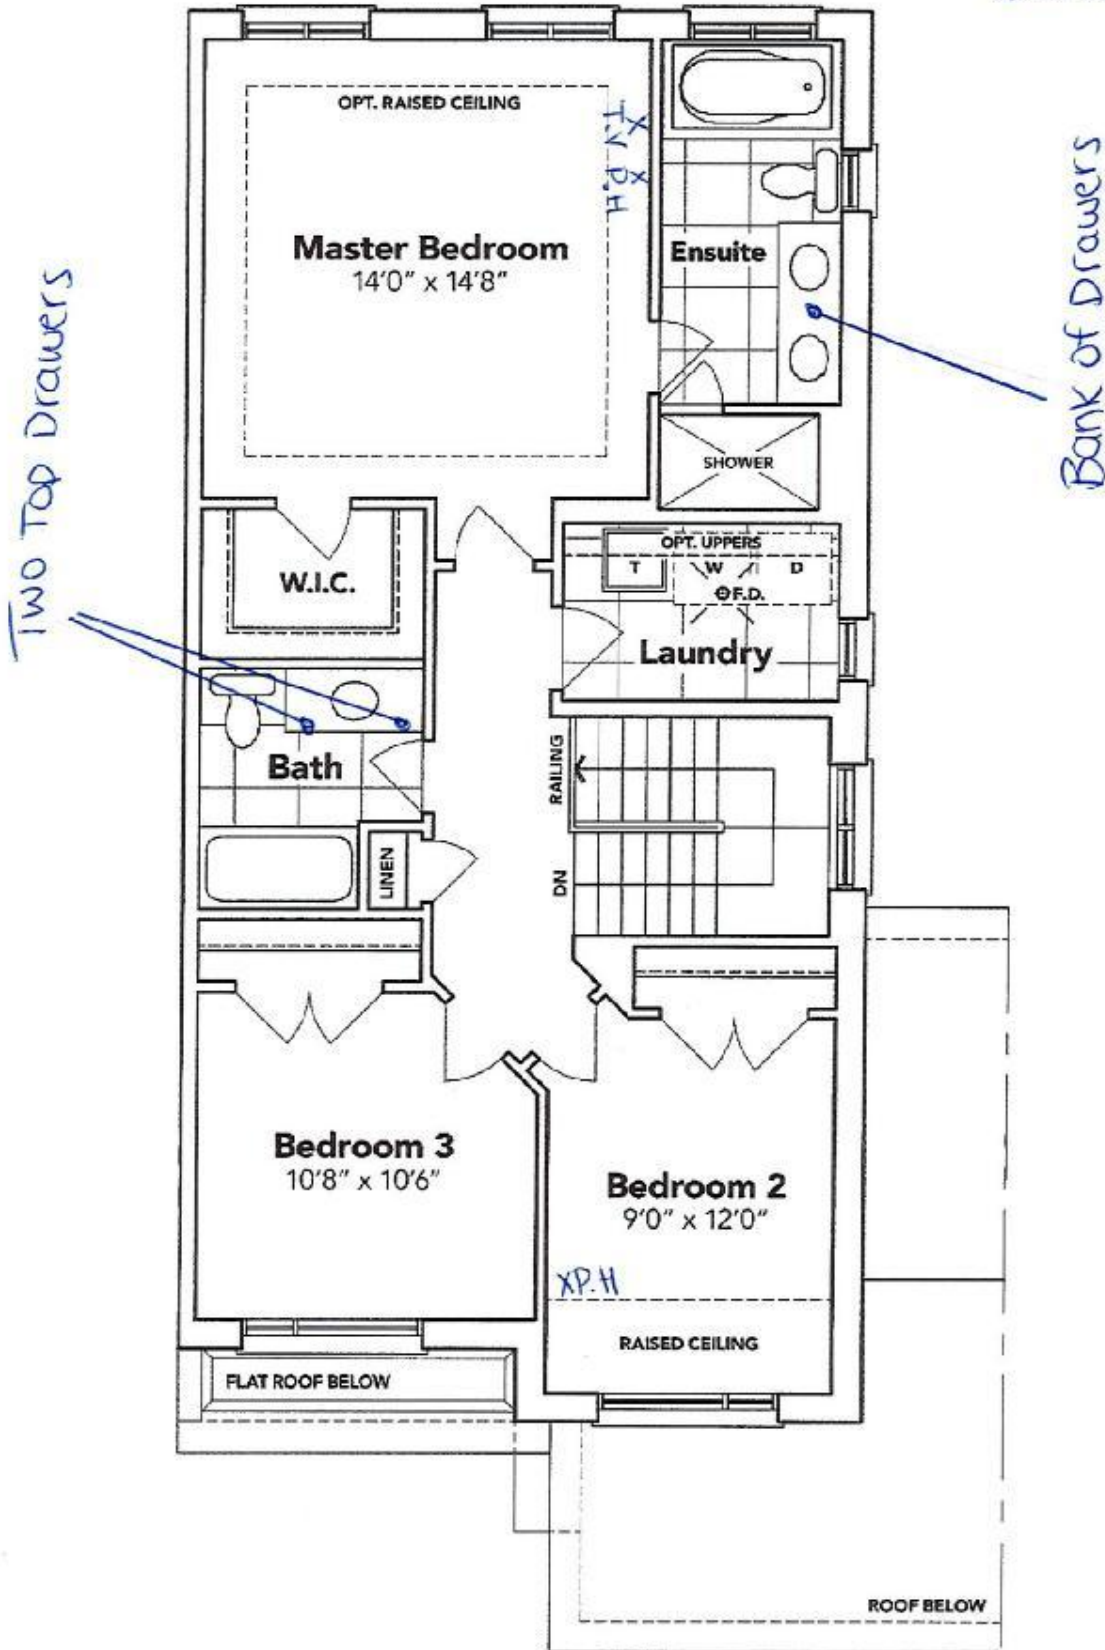 OPT. RAISED CEILING
T.V
P.H
Master Bedroom
14'0" x 14'8"
Ensuite
Bank of Drawers
Two Top Drawers
SHOWER
OPT. UPPERS
T W D
F.D.
W.I.C.
Laundry
Bath
RAILING
LINEN
DN
Bedroom 3
10'8" x 10'6"
Bedroom 2
9'0" x 12'0"
XP.H
RAISED CEILING
FLAT ROOF BELOW
ROOF BELOW